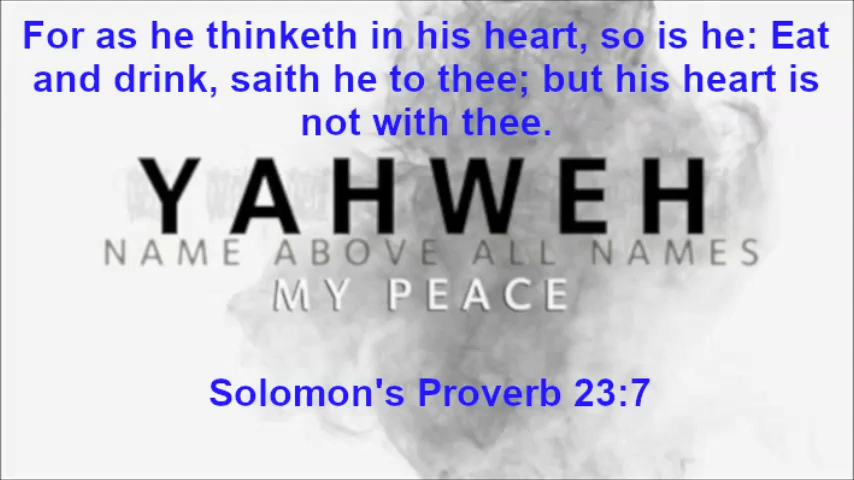 For as he thinketh in his heart, so is he: Eat
and drink, saith he to thee; but his heart is
not with thee.
YAHWEH
NAME ABOVE ALL NAMES
MY PEACE
Solomon's Proverb 23:7